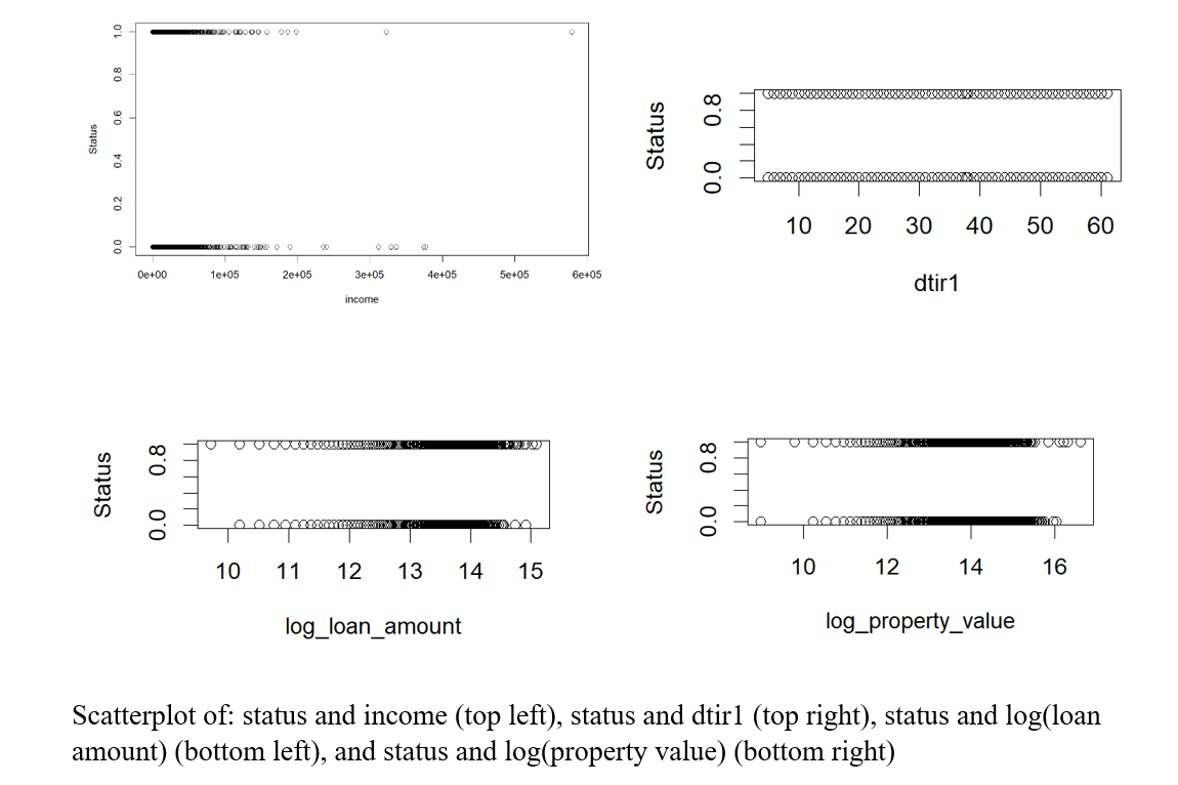 Status
1.0
0.8
0.6
0.4
0.2
0.0
0e+00 1e+05 2e+05 3e+05 4e+05 5e+05 6e+05
income
Status
0.8
0.0
10 20 30 40 50 60
dtir1
Status
0.8
0.0
10 11 12 13 14 15
log_loan_amount
Status
0.8
0.0
10 12 14 16
log_property_value
Scatterplot of: status and income (top left), status and dtir1 (top right), status and log(loan
amount) (bottom left), and status and log(property value) (bottom right)